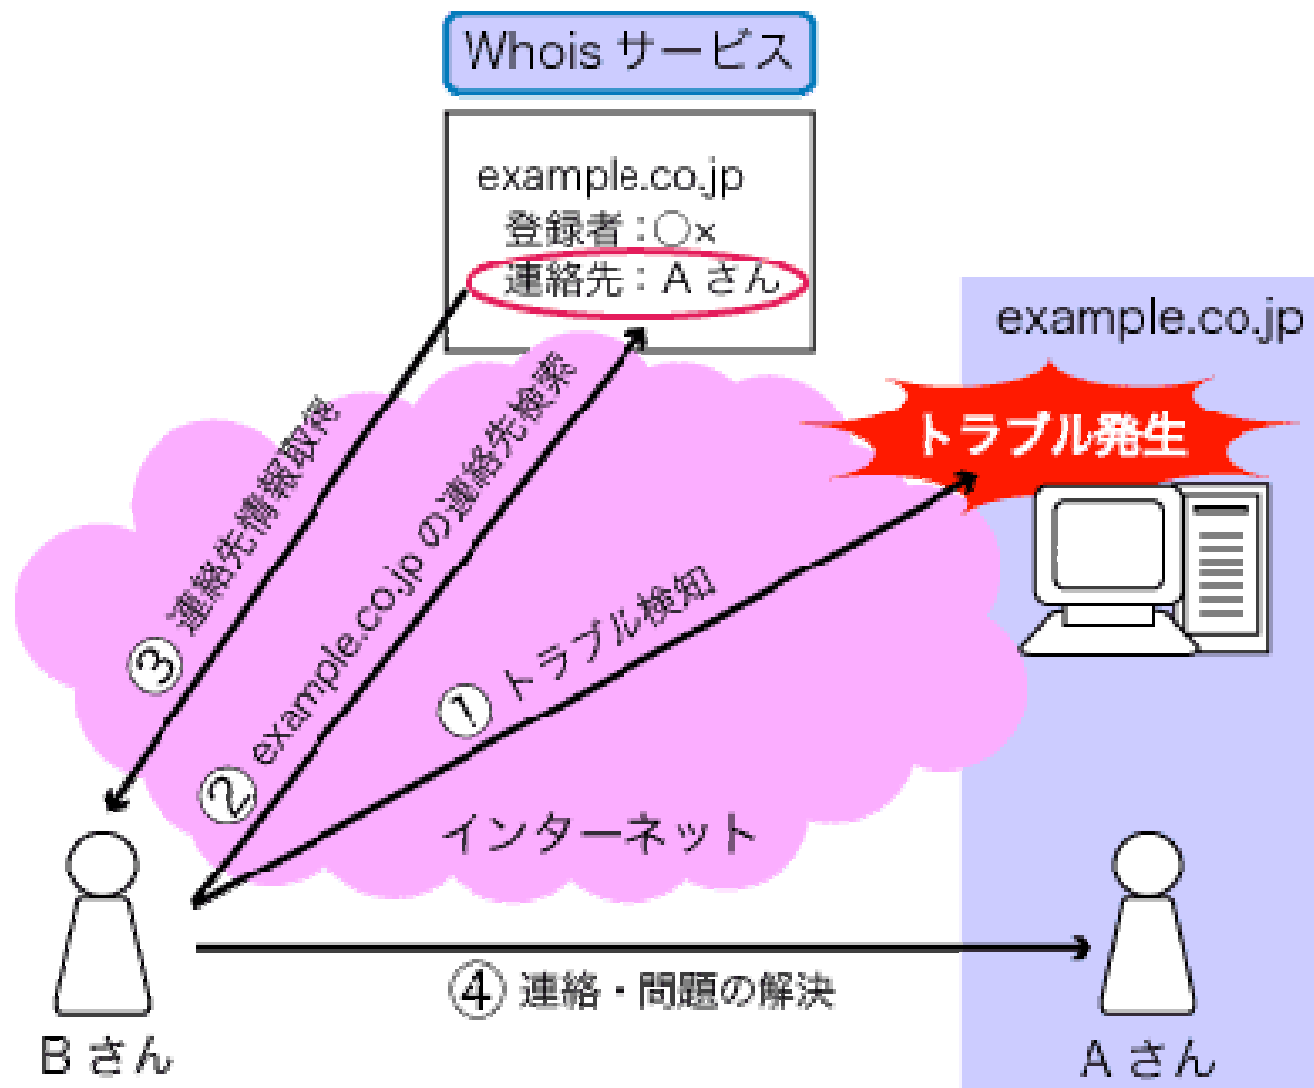 Whois サービス
example.co.jp
登録者：○×
連絡先：A さん
example.co.jp
トラブル発生
③ 連絡先情報取得
② example.co.jp の連絡先検索
① トラブル検知
インターネット
④ 連絡・問題の解決
B さん
A さん